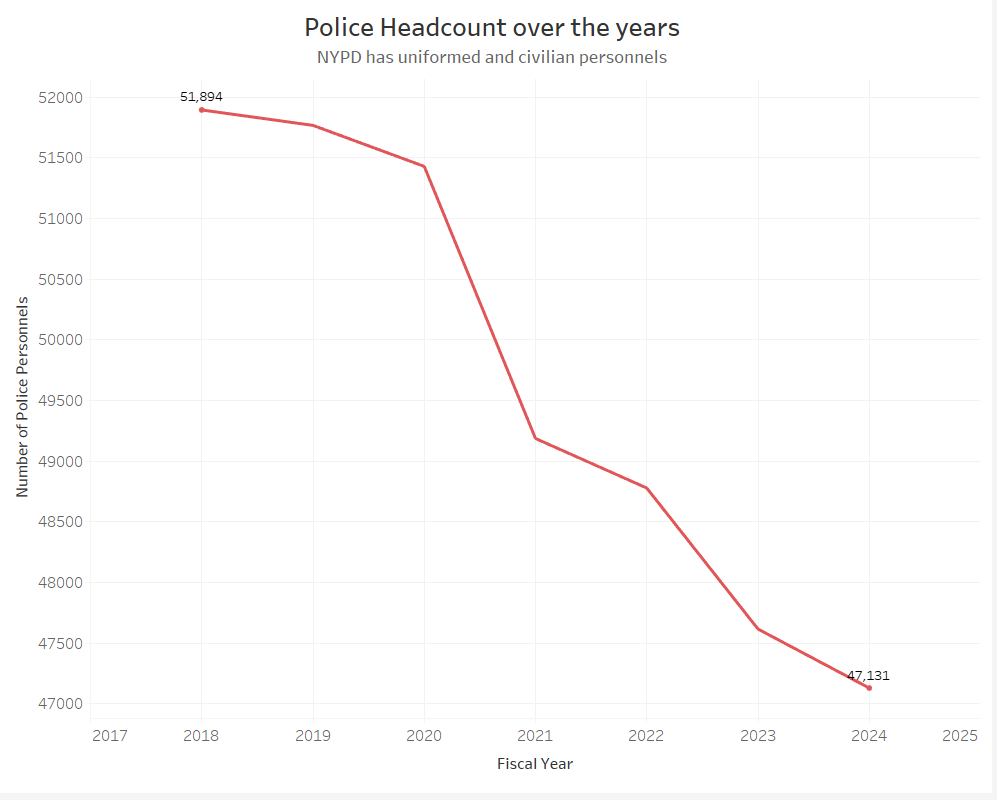 Police Headcount over the years
NYPD has uniformed and civilian personnels
52000
51,894
51500
51000
50500
50000
49500
49000
48500
48000
47500
47,131
47000
Number of Police Personnels
2017 2018 2019 2020 2021 2022 2023 2024 2025
Fiscal Year